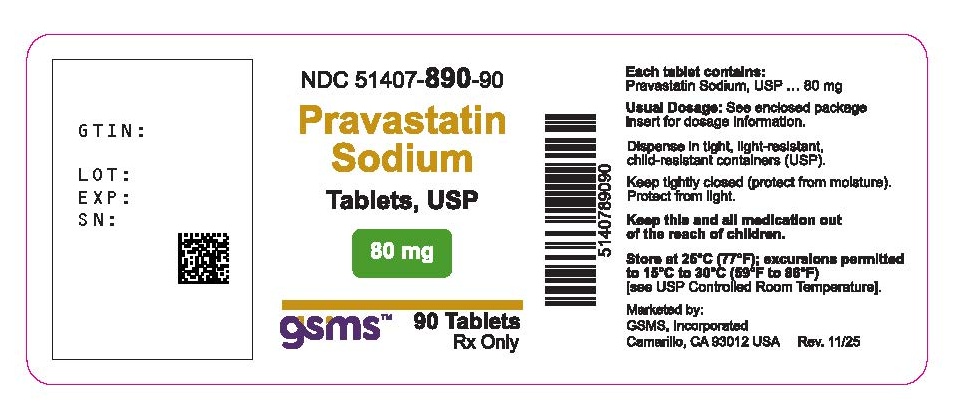 GTIN:
LOT:
EXP:
SN:
NDC 51407-890-90
Pravastatin
Sodium
Tablets, USP
80 mg
gsms™
90 Tablets
Rx Only
5140789090
Each tablet contains:
Pravastatin Sodium, USP ... 80 mg
Usual Dosage: See enclosed package
insert for dosage information.
Dispense in tight, light-resistant,
child-resistant containers (USP).
Keep tightly closed (protect from moisture).
Protect from light.
Keep this and all medication out
of the reach of children.
Store at 25°C (77°F); excursions permitted
to 15°C to 30°C (59°F to 86°F)
[see USP Controlled Room Temperature].
Marketed by:
GSMS, Incorporated
Camarillo, CA 93012 USA Rev. 11/25